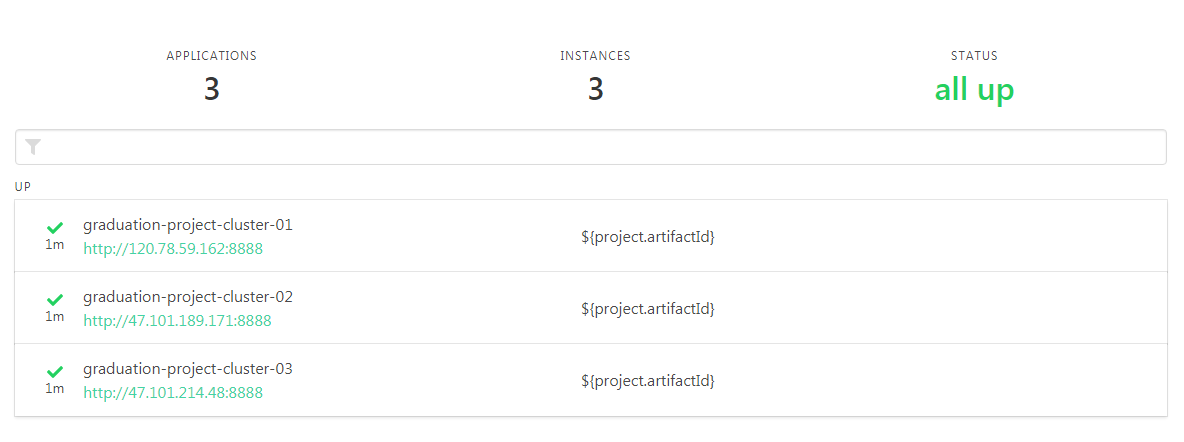 APPLICATIONS
3
INSTANCES
3
STATUS
all up
UP
graduation-project-cluster-01
1m
http://120.78.59.162:8888
${project.artifactId}
graduation-project-cluster-02
1m
http://47.101.189.171:8888
${project.artifactId}
graduation-project-cluster-03
1m
http://47.101.214.48:8888
${project.artifactId}